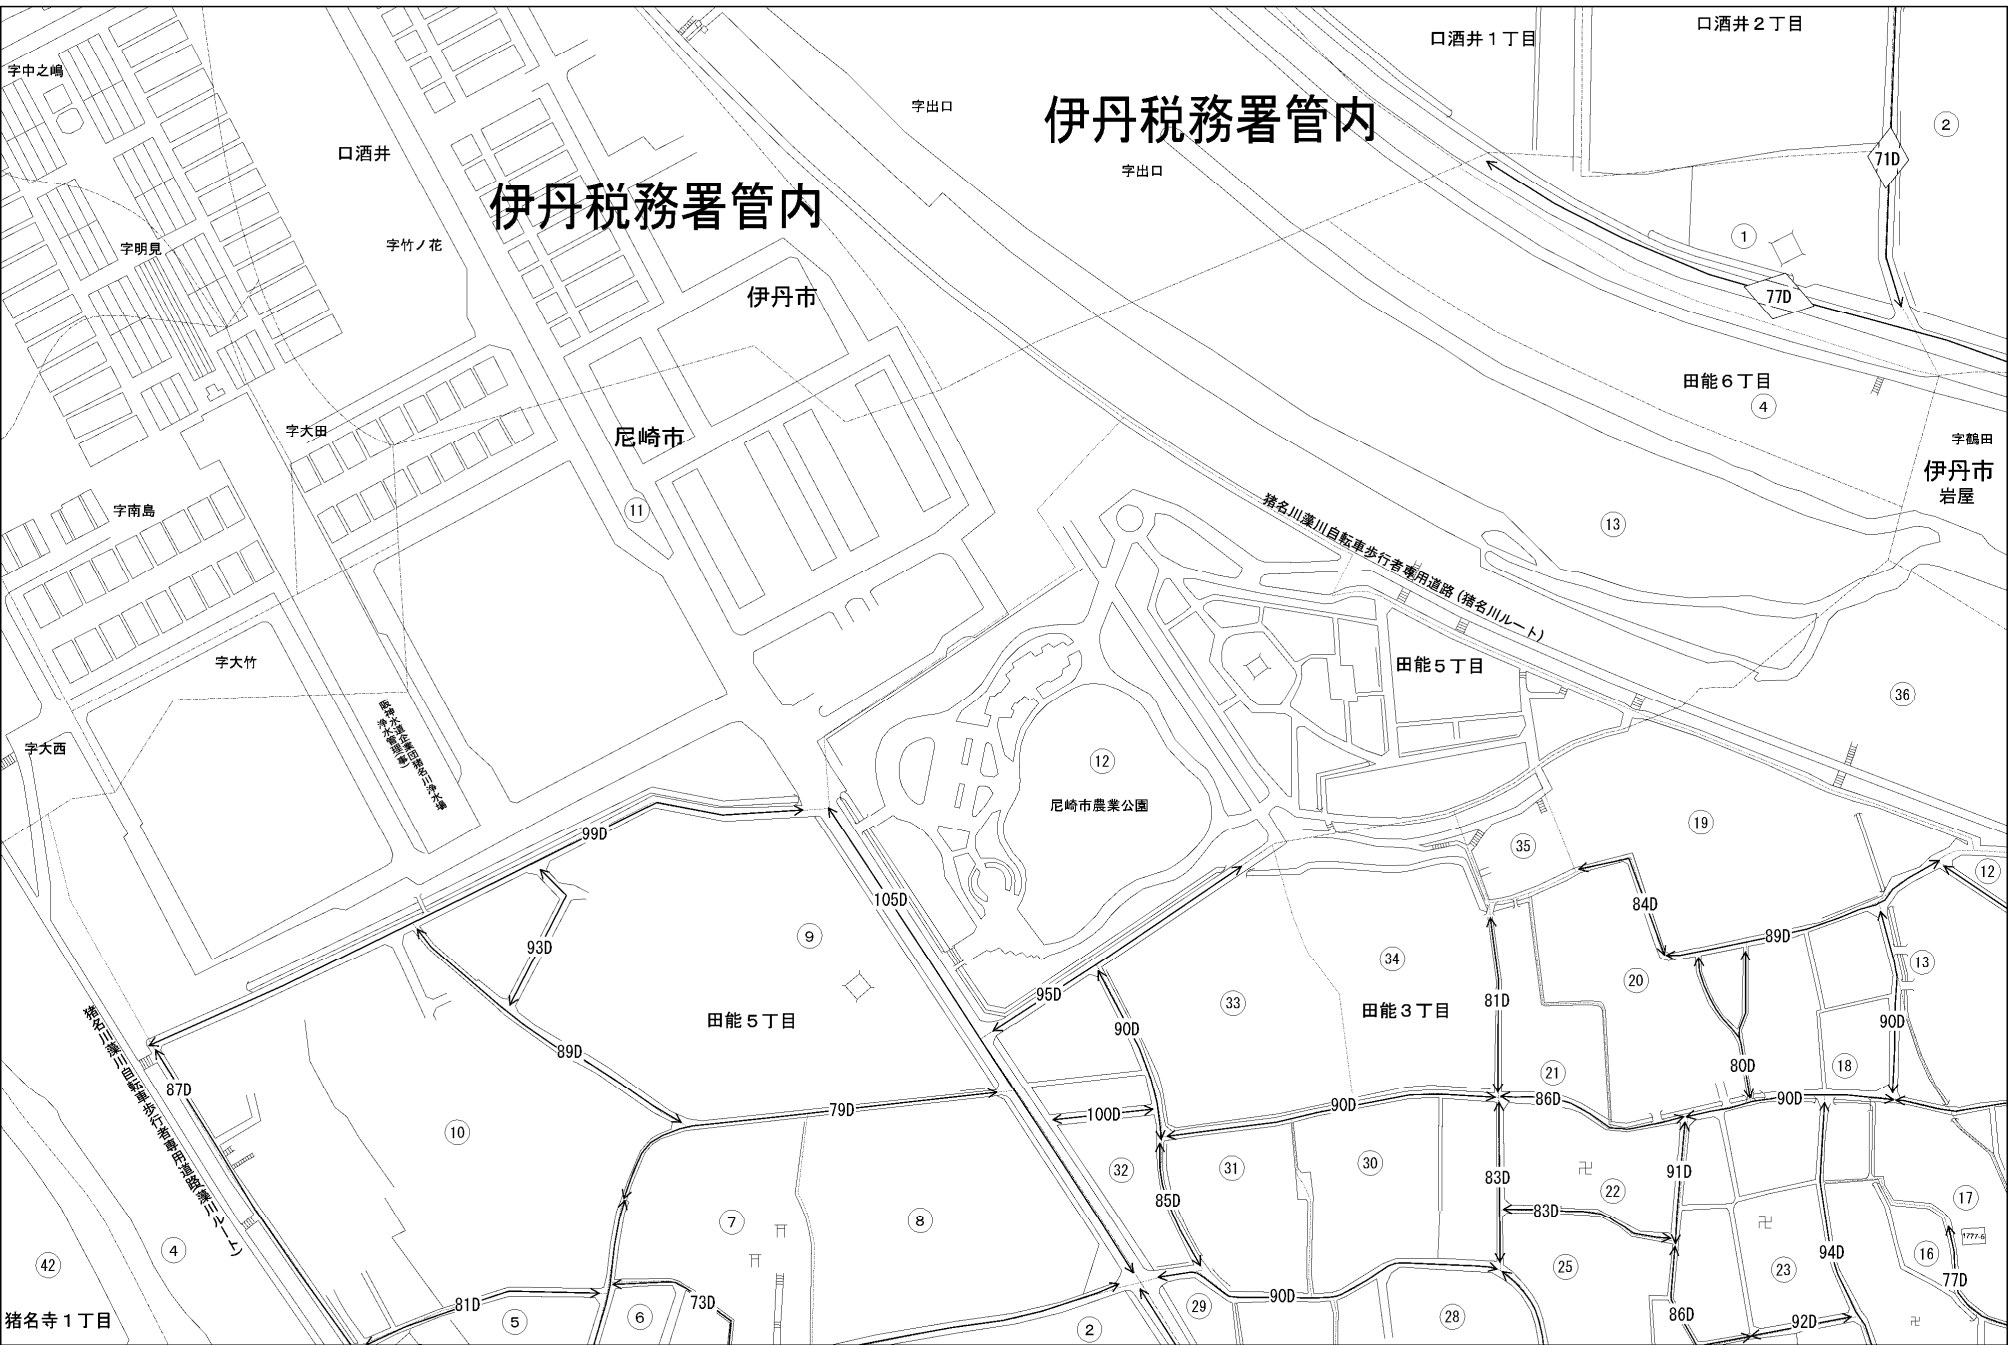 口酒井１丁目
口酒井２丁目
字中之嶋
字出口
伊丹税務署管内
2
口酒井
71D
字出口
伊丹税務署管内
字明見
字竹ノ花
1
伊丹市
77D
田能６丁目
4
字大田
尼崎市
字鶴田
伊丹市
岩屋
字南島
11
猪名川藻川自転車歩行者専用道路(猪名川ルート)
13
字大竹
田能５丁目
36
阪神水道企業団猪名川浄水場
浄水管理(事)
字大西
12
尼崎市農業公園
99D
19
35
12
105D
84D
93D
9
89D
34
13
95D
33
81D
20
田能５丁目
90D
田能３丁目
90D
猪名川藻川自転車歩行者専用道路(藻川ルート)
89D
80D
18
87D
21
79D
100D
90D
86D
90D
10
32
31
30
83D
91D
22
85D
17
7
8
83D
1777-6
4
94D
16
42
25
23
77D
81D
73D
90D
29
猪名寺１丁目
5
6
2
28
86D
92D